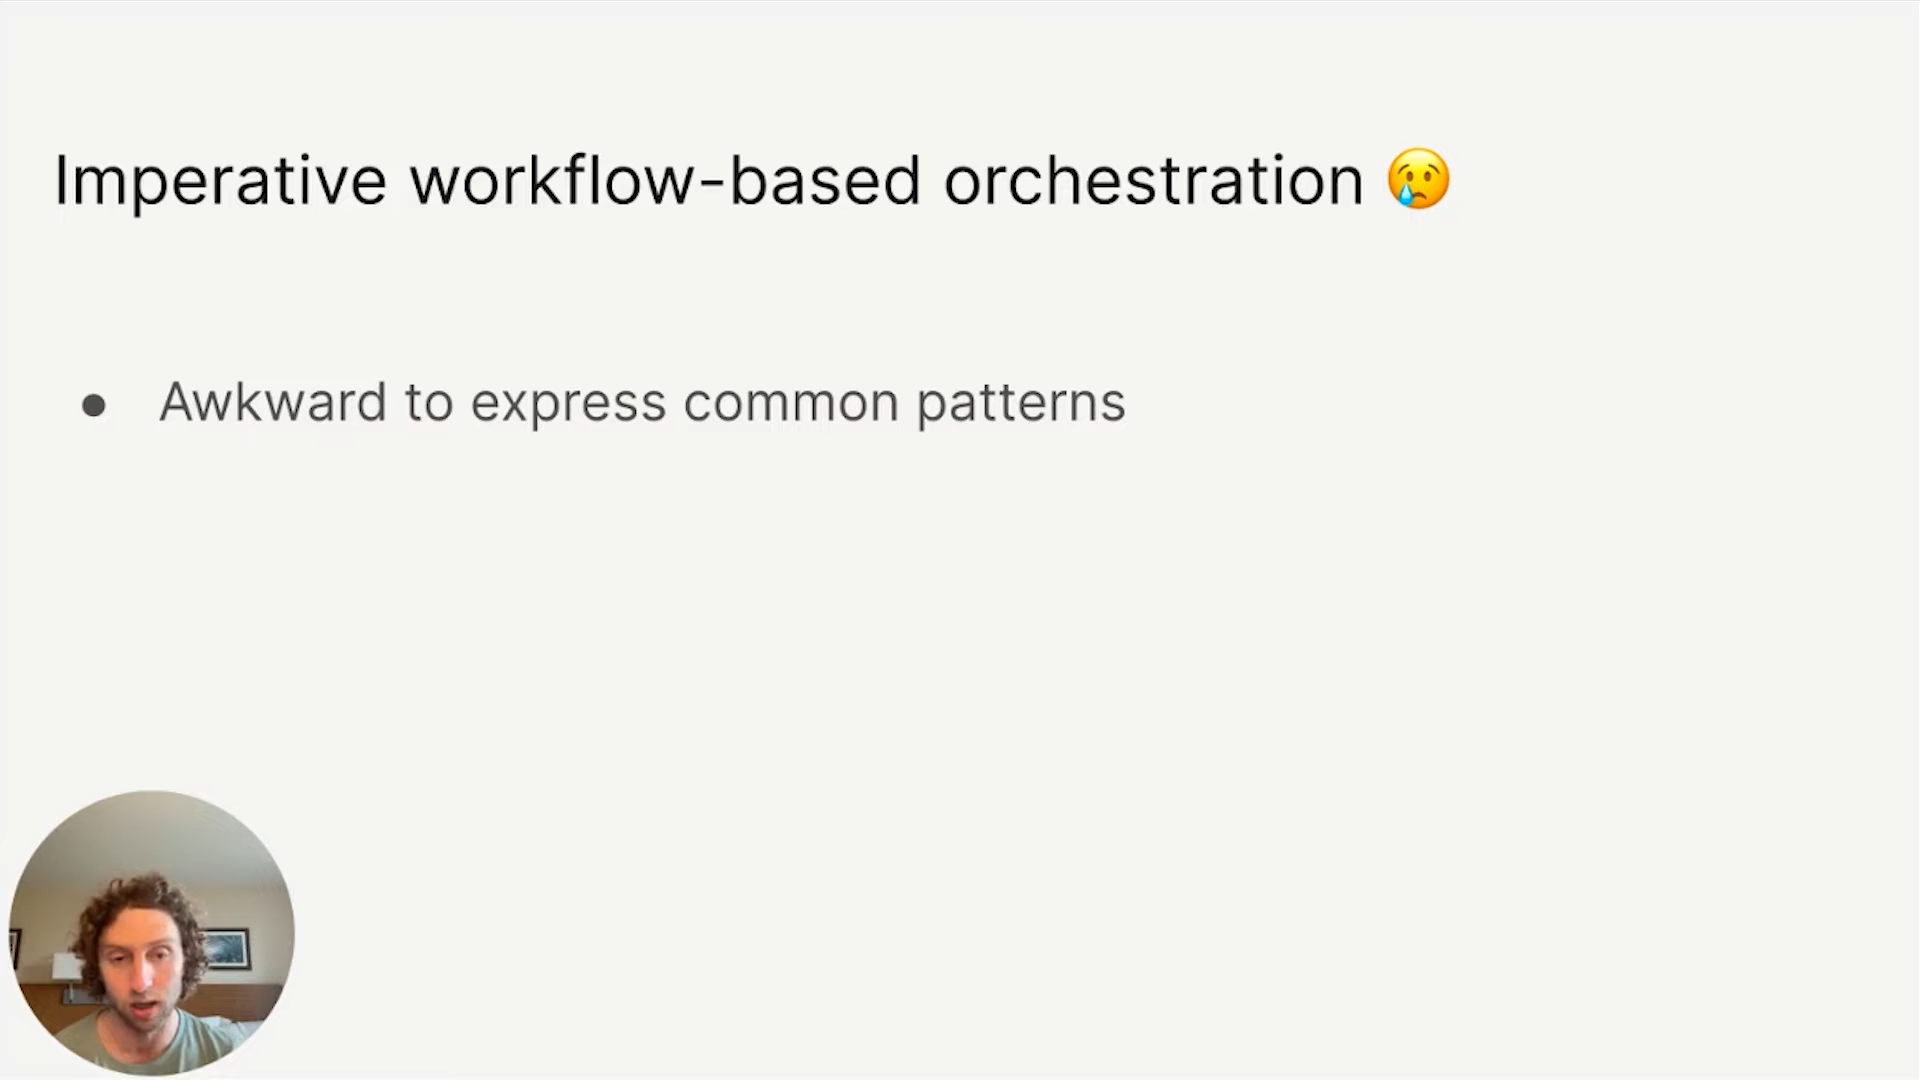 Imperative workflow-based orchestration 😢
● Awkward to express common patterns